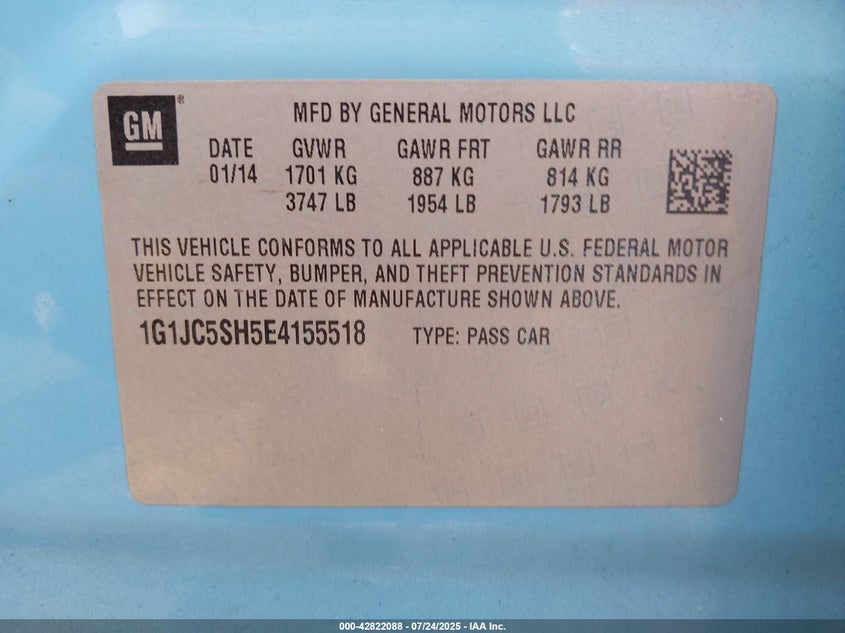 GM®
MFD BY GENERAL MOTORS LLC
DATE GVWR GAWR FRT GAWR RR
01/14 1701 KG 887 KG 814 KG
3747 LB 1954 LB 1793 LB
THIS VEHICLE CONFORMS TO ALL APPLICABLE U.S. FEDERAL MOTOR
VEHICLE SAFETY, BUMPER, AND THEFT PREVENTION STANDARDS IN
EFFECT ON THE DATE OF MANUFACTURE SHOWN ABOVE.
1G1JC5SH5E4155518 TYPE: PASS CAR
000-42822088 - 07/24/2025 - IAA Inc.